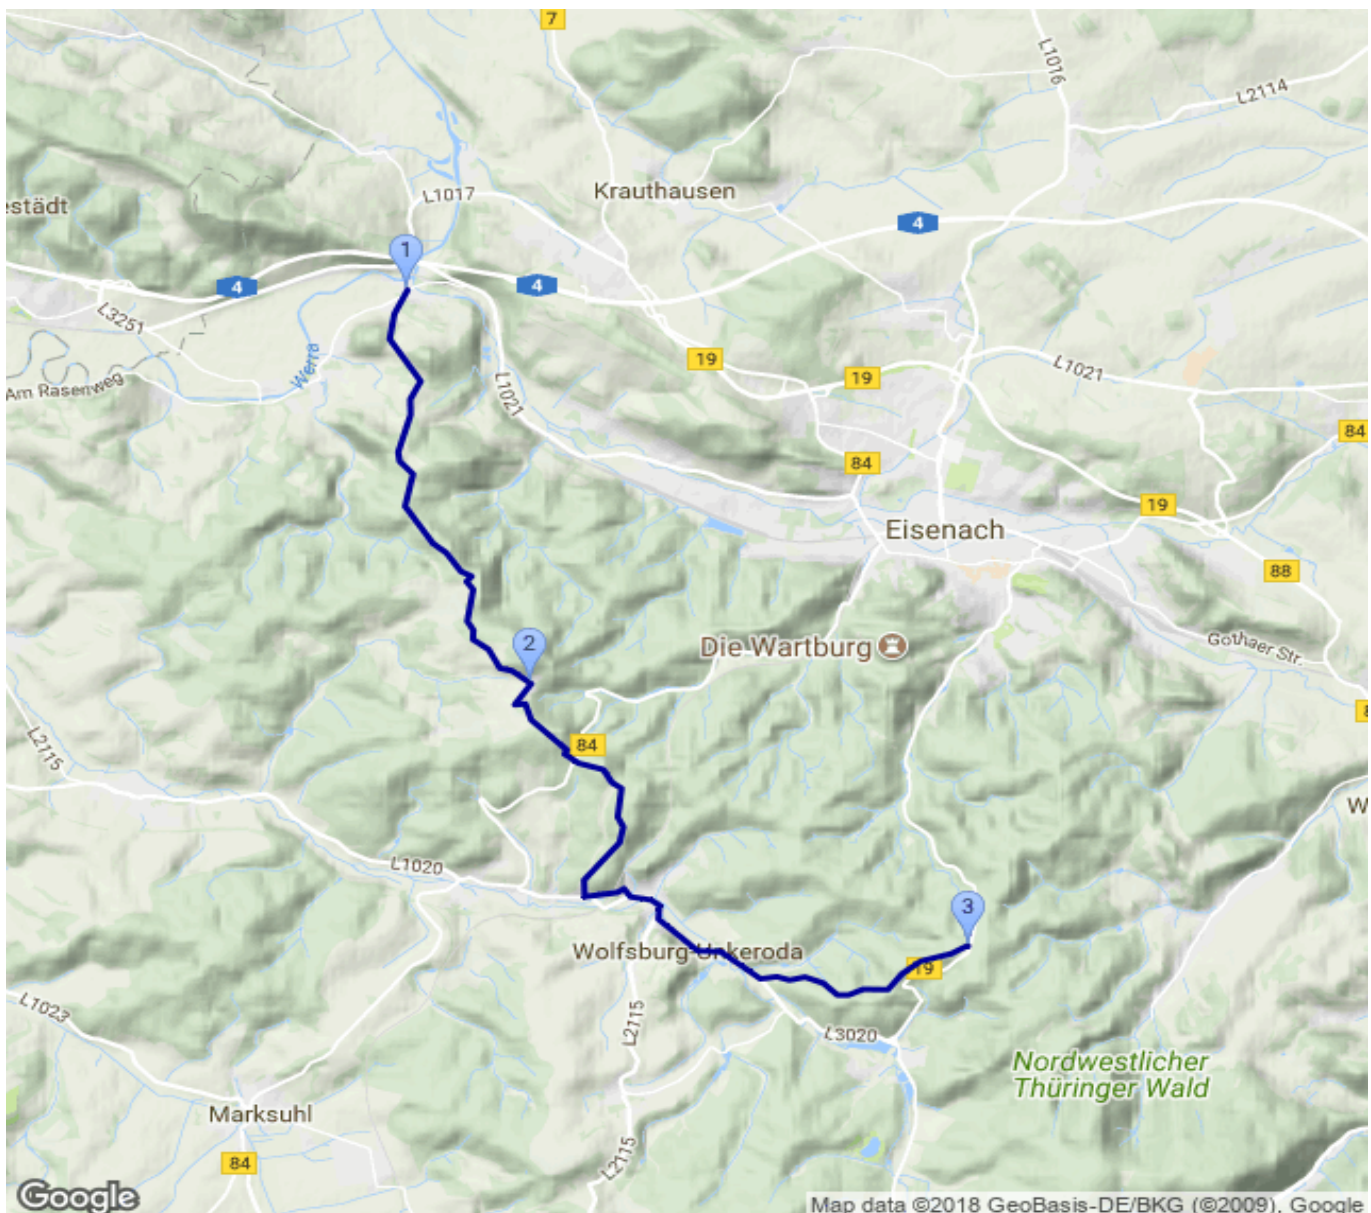 7
L1016
L2114
Krauthausen
L1017
estädt
4
1
4
4
L3251
Werra
19
L1021
19
Am Rasenweg
L1021
84
84
19
Eisenach
88
Gothaer Str.
2
Die Wartburg
8
L2115
84
W
L1020
3
Wolfsburg-Unkeroda
19
L1023
L2115
L3020
Nordwestlicher
Thüringer Wald
Marksuhl
84
L2115
Google
Map data ©2018 GeoBasis-DE/BKG (©2009), Google